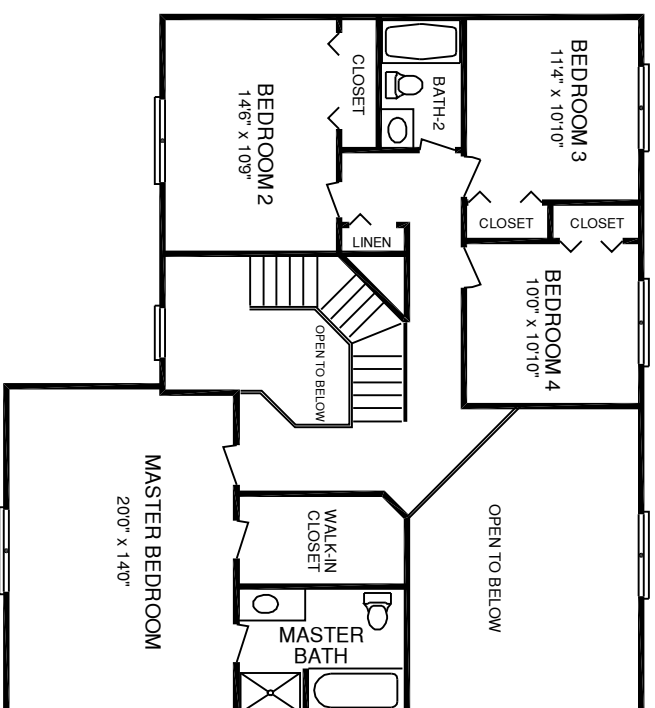 BEDROOM 2
14'6" x 10'9"
CLOSET
BATH-2
BEDROOM 3
11'4" x 10'10"
CLOSET
CLOSET
LINEN
BEDROOM 4
10'0" x 10'10"
OPEN TO BELOW
MASTER BEDROOM
20'0" x 14'0"
WALK-IN
CLOSET
OPEN TO BELOW
MASTER
BATH